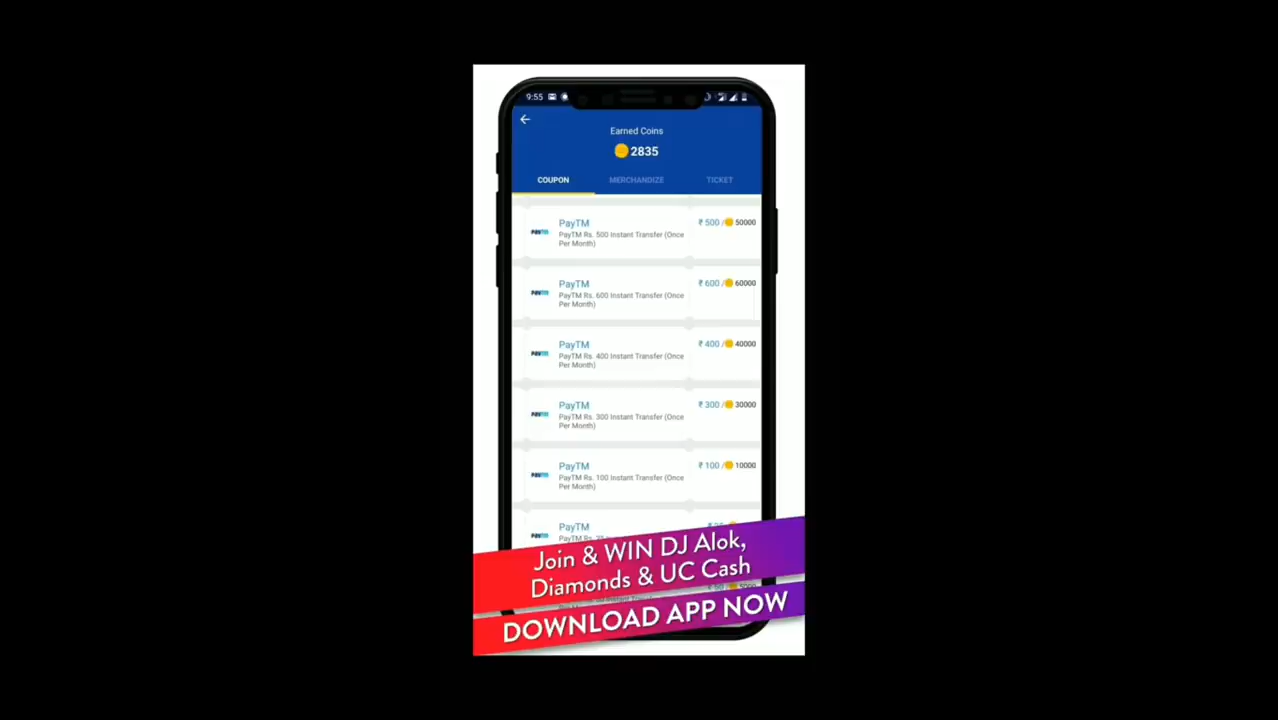 9:55
Earned Coins
2835
COUPON MERCHANDIZE TICKET
PayTM ₹ 500 / 50000
PayTM Rs. 500 Instant Transfer (Once
Per Month)
PayTM ₹ 600 / 60000
PayTM Rs. 600 Instant Transfer (Once
Per Month)
PayTM ₹ 400 / 40000
PayTM Rs. 400 Instant Transfer (Once
Per Month)
PayTM ₹ 300 / 30000
PayTM Rs. 300 Instant Transfer (Once
Per Month)
PayTM ₹ 100 / 10000
PayTM Rs. 100 Instant Transfer (Once
Per Month)
PayTM
Join & WIN DJ Alok,
Diamonds & UC Cash
DOWNLOAD APP NOW